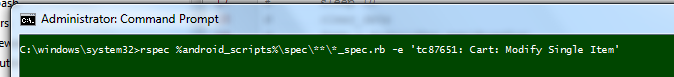 Administrator: Command Prompt
C:\windows\system32>rspec %android_scripts%\spec\**\*_spec.rb -e 'tc87651: Cart: Modify Single Item'